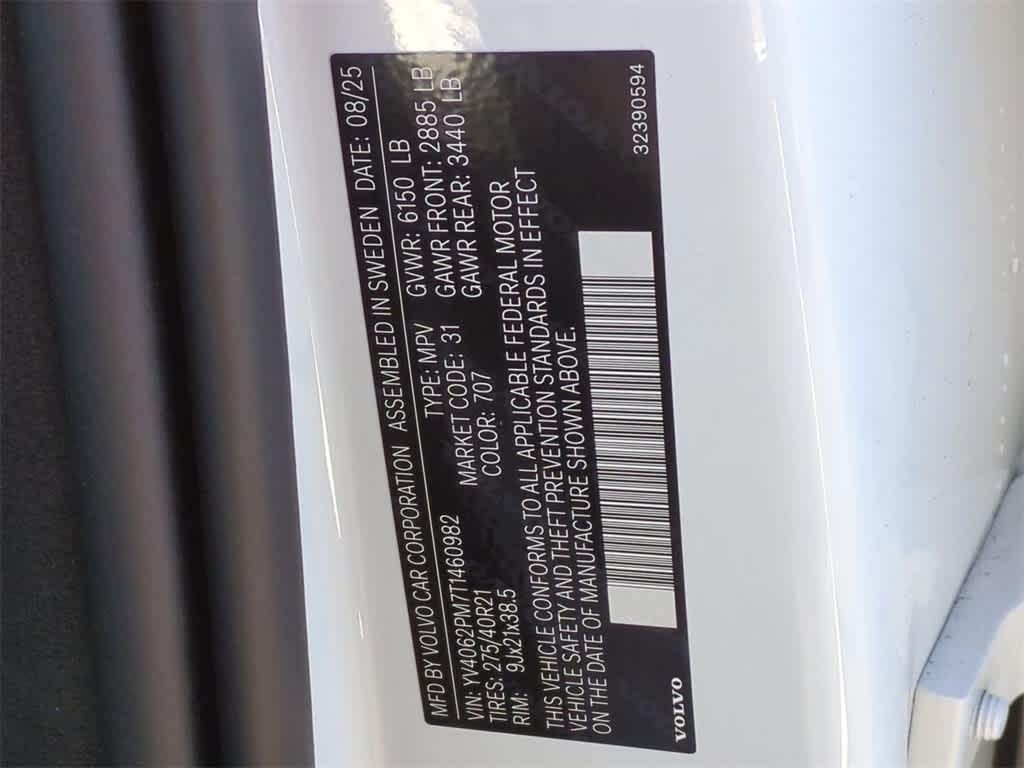 MFD BY VOLVO CAR CORPORATION ASSEMBLED IN SWEDEN DATE: 08/25
VIN: YV4062PM7T1460982 TYPE: MPV GVWR: 6150 LB
TIRES: 275/40R21 MARKET CODE: 31 GAWR FRONT: 2885 LB
RIM: 9Jx21x38.5 COLOR: 707 GAWR REAR: 3440 LB
THIS VEHICLE CONFORMS TO ALL APPLICABLE FEDERAL MOTOR
VEHICLE SAFETY AND THEFT PREVENTION STANDARDS IN EFFECT
ON THE DATE OF MANUFACTURE SHOWN ABOVE.
VOLVO 32390594